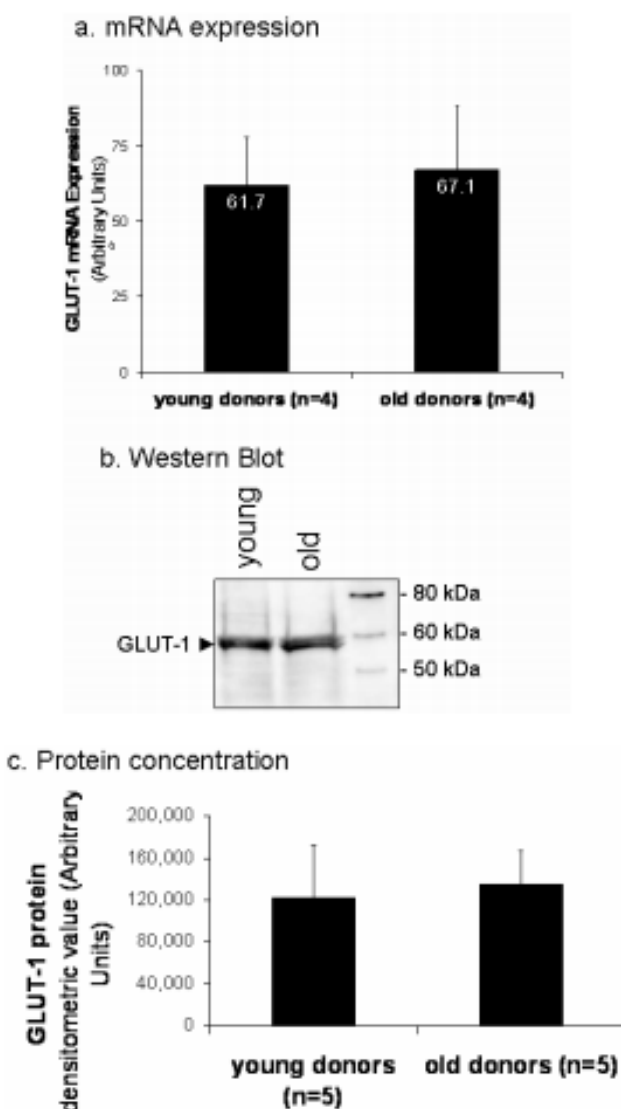 a. mRNA expression
GLUT-1 mRNA Expression
(Arbitrary Units)
100
75
50
25
0
61.7
67.1
young donors (n=4)
old donors (n=4)
b. Western Blot
young
old
GLUT-1
80 kDa
60 kDa
50 kDa
c. Protein concentration
GLUT-1 protein
densitometric value (Arbitrary
Units)
200,000
160,000
120,000
80,000
40,000
0
young donors
(n=5)
old donors (n=5)